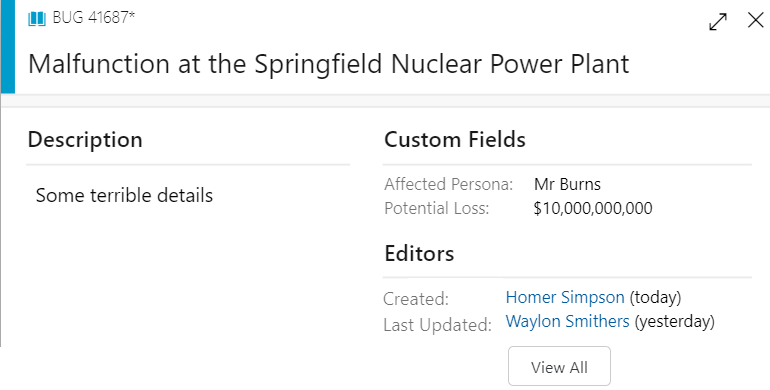 BUG 41687*
Malfunction at the Springfield Nuclear Power Plant
Description
Some terrible details
Custom Fields
Affected Persona: Mr Burns
Potential Loss: $10,000,000,000
Editors
Created: Homer Simpson (today)
Last Updated: Waylon Smithers (yesterday)
View All